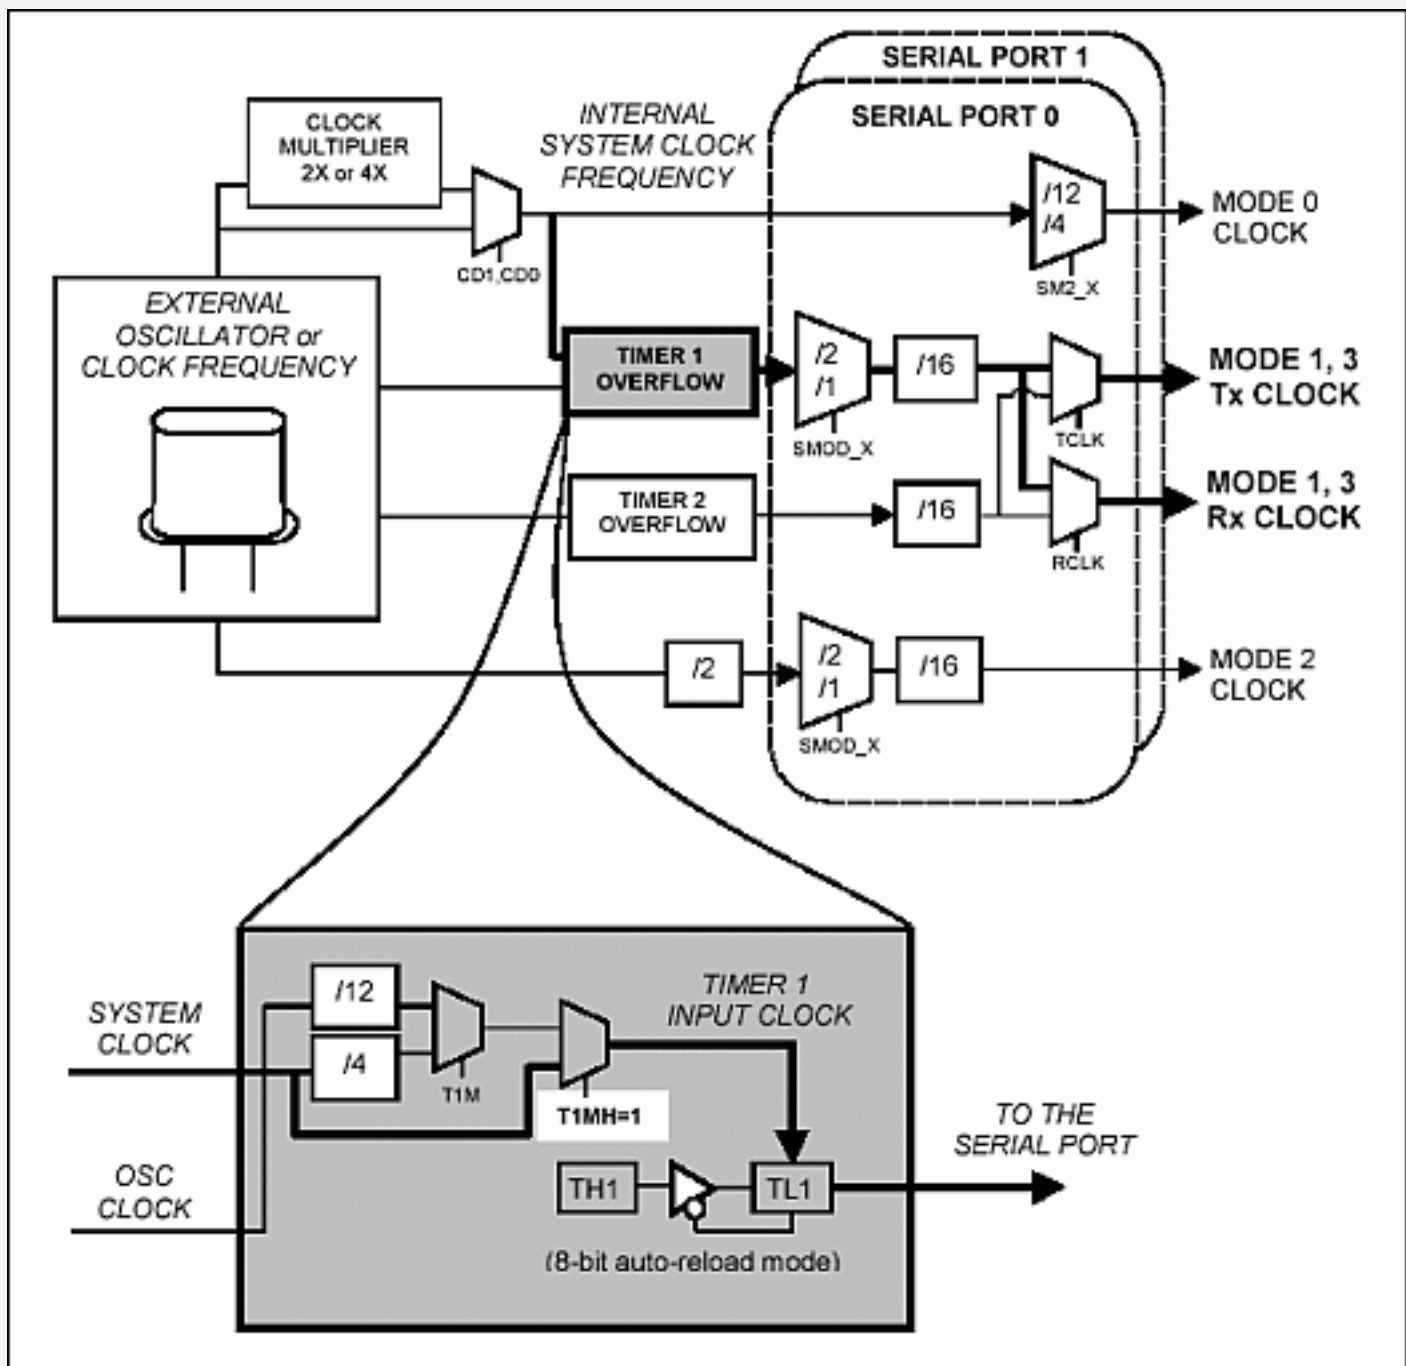 SERIAL PORT 1
SERIAL PORT 0
CLOCK
MULTIPLIER
2X or 4X
INTERNAL
SYSTEM CLOCK
FREQUENCY
CD1,CD0
/12
/4
SM2_X
MODE 0
CLOCK
EXTERNAL
OSCILLATOR or
CLOCK FREQUENCY
TIMER 1
OVERFLOW
/2
/1
SMOD_X
/16
TCLK
MODE 1, 3
Tx CLOCK
TIMER 2
OVERFLOW
/16
RCLK
MODE 1, 3
Rx CLOCK
/2
/2
/1
SMOD_X
/16
MODE 2
CLOCK
SYSTEM
CLOCK
/12
/4
T1M
T1MH=1
TIMER 1
INPUT CLOCK
OSC
CLOCK
TH1
TL1
(8-bit auto-reload mode)
TO THE
SERIAL PORT